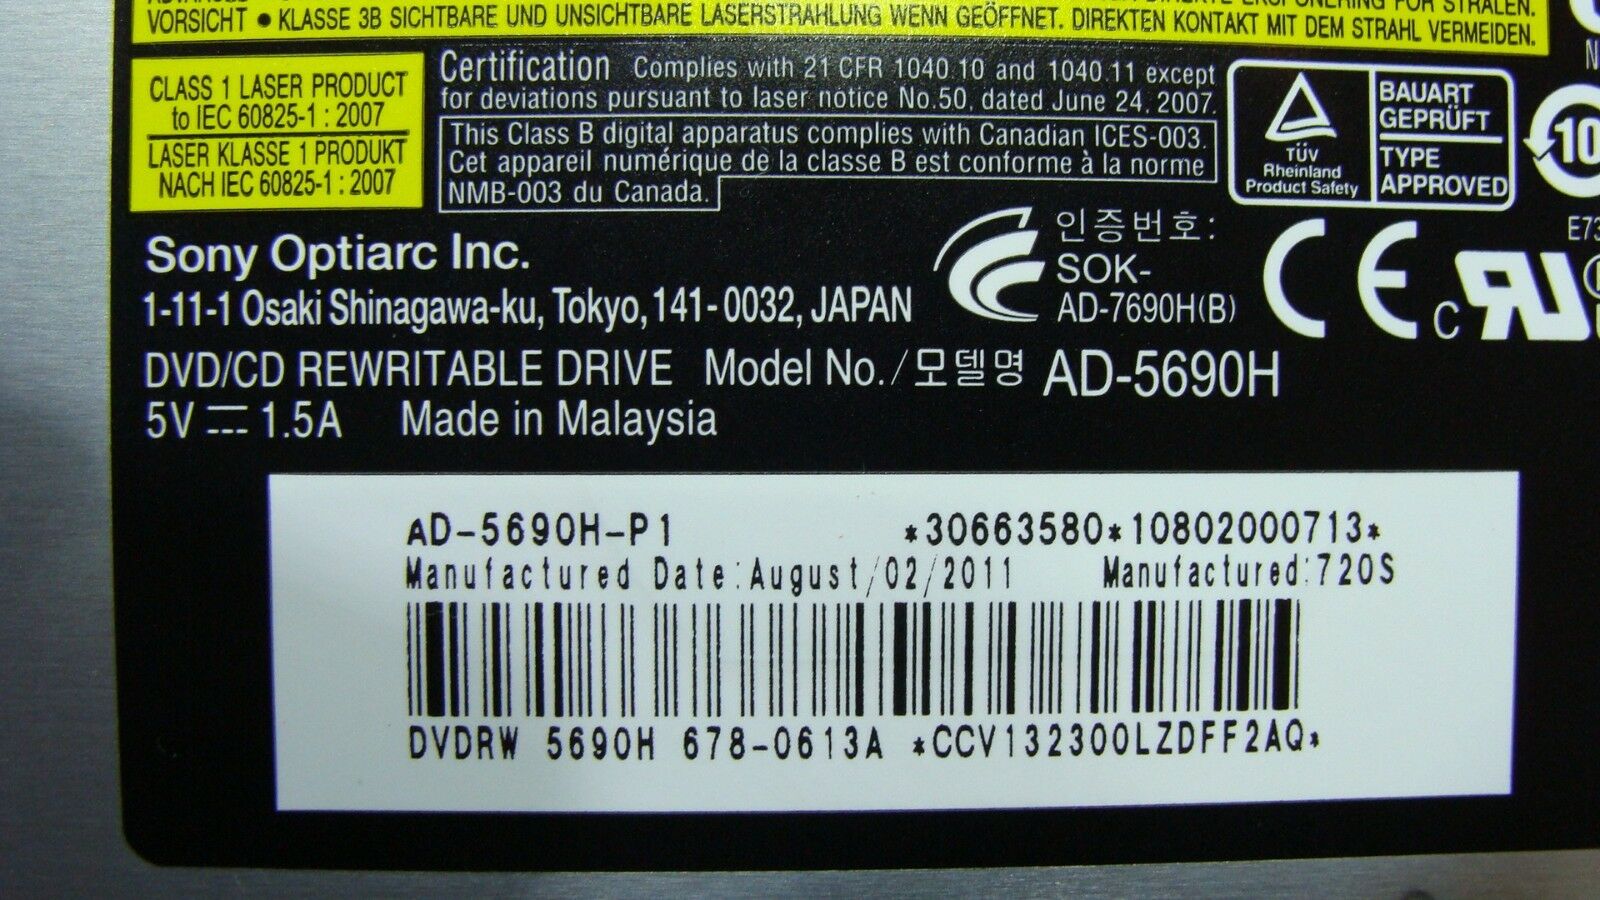 VORSICHT • KLASSE 3B SICHTBARE UND UNSICHTBARE LASERSTRAHLUNG WENN GEÖFFNET. DIREKTEN KONTAKT MIT DEM STRAHL VERMEIDEN.
CLASS 1 LASER PRODUCT
to IEC 60825-1 : 2007
LASER KLASSE 1 PRODUKT
NACH IEC 60825-1 : 2007
Certification Complies with 21 CFR 1040.10 and 1040.11 except
for deviations pursuant to laser notice No.50, dated June 24, 2007.
This Class B digital apparatus complies with Canadian ICES-003.
Cet appareil numérique de la classe B est conforme à la norme
NMB-003 du Canada.
TÜV
Rheinland
Product Safety
BAUART
GEPRÜFT
TYPE
APPROVED
10
Sony Optiarc Inc.
1-11-1 Osaki Shinagawa-ku, Tokyo, 141-0032, JAPAN
인증번호:
SOK-
AD-7690H(B)
CE
c
DVD/CD REWRITABLE DRIVE Model No./모델명 AD-5690H
5V 1.5A Made in Malaysia
AD-5690H-P1 *30663580*10802000713*
Manufactured Date:August/02/2011 Manufactured:720S
DVDRW 5690H 678-0613A *CCV132300LZDFF2AQ*